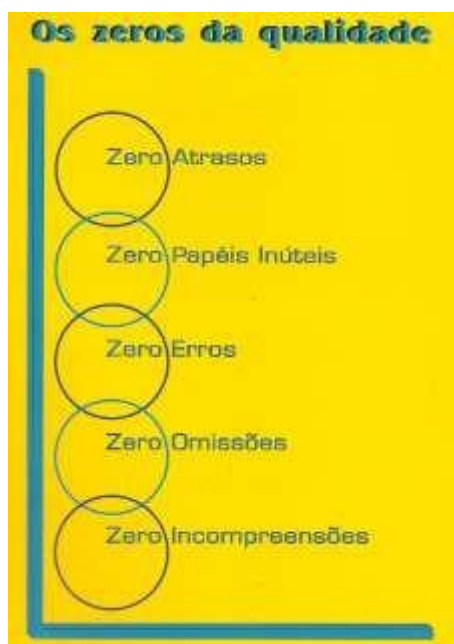 Os zeros da qualidade
Zero Atrasos
Zero Papéis Inúteis
Zero Erros
Zero Omissões
Zero Incompreensões